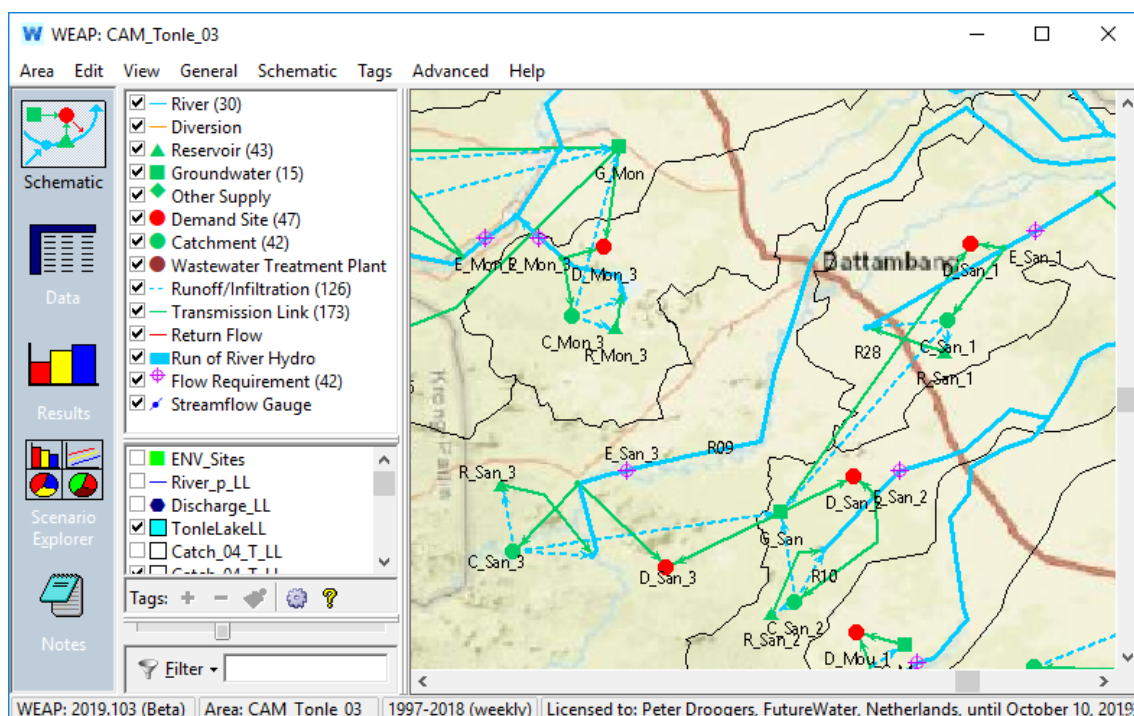 WEAP: CAM_Tonle_03
Area Edit View General Schematic Tags Advanced Help
Schematic
Data
Results
Scenario
Explorer
Notes
River (30)
Diversion
Reservoir (43)
Groundwater (15)
Other Supply
Demand Site (47)
Catchment (42)
Wastewater Treatment Plant
Runoff/Infiltration (126)
Transmission Link (173)
Return Flow
Run of River Hydro
Flow Requirement (42)
Streamflow Gauge
ENV_Sites
River_p_LL
Discharge_LL
TonleLakeLL
Catch_04_T_LL
Tags:
Filter
G_Mon
E_Mon_3
D_Mon_3
C_Mon_3
R_Mon_3
Battambang
D_San_1
E_San_1
R28
C_San_1
R_San_1
R09
E_San_3
R_San_3
C_San_3
D_San_3
D_San_2
E_San_2
G_San
R10
C_San_2
R_San_2
D_Mou_1
WEAP: 2019.103 (Beta) Area: CAM_Tonle_03 1997-2018 (weekly) Licensed to: Peter Droogers, FutureWater, Netherlands, until October 10, 2019